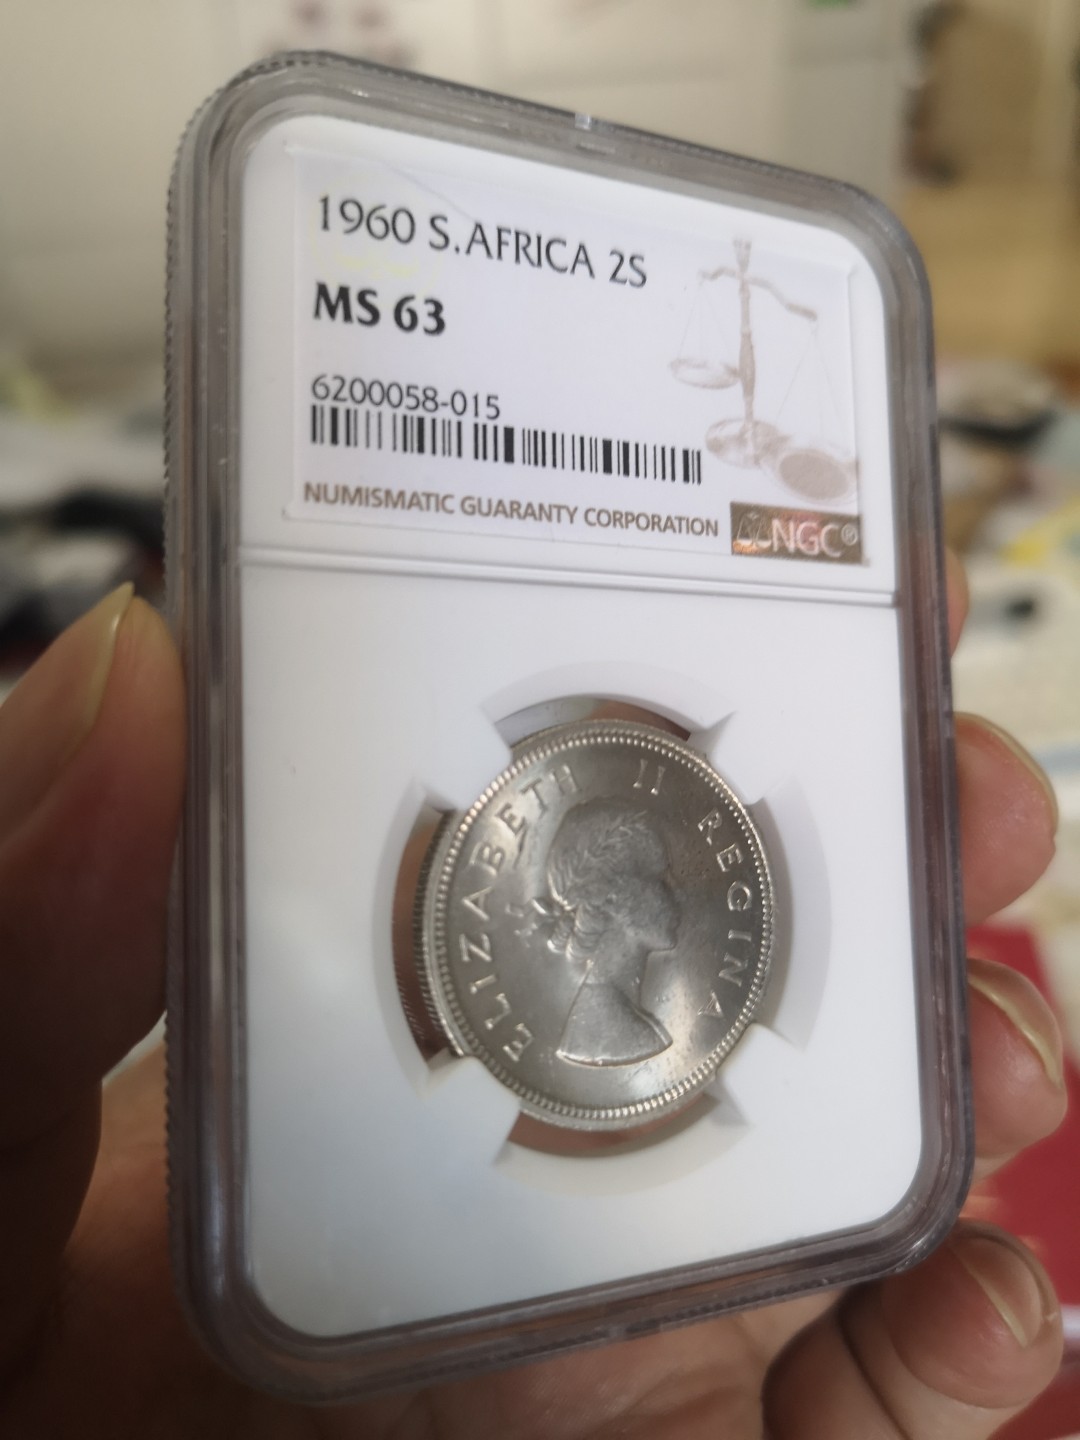 1960 S.AFRICA 2S
MS 63
6200058-015
NUMISMATIC GUARANTY CORPORATION
NGC®
ELIZABETH II REGINA